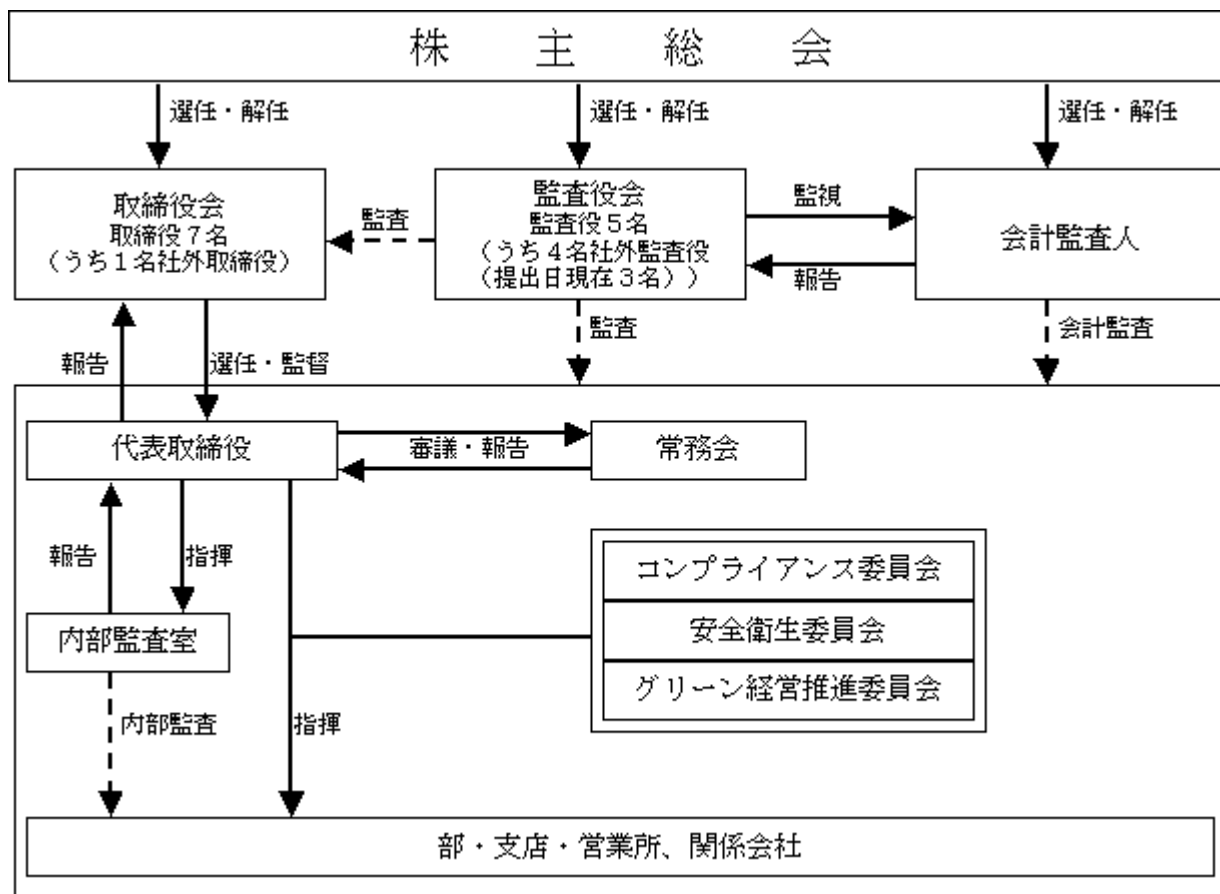 株主総会
選任・解任
選任・解任
選任・解任
取締役会
取締役7名
(うち1名社外取締役)
監査
監査役会
監査役5名
(うち4名社外監査役
(提出日現在3名))
監視
報告
会計監査人
報告
選任・監督
監査
会計監査
代表取締役
審議・報告
常務会
報告
指揮
コンプライアンス委員会
安全衛生委員会
グリーン経営推進委員会
内部監査室
内部監査
指揮
部・支店・営業所、関係会社